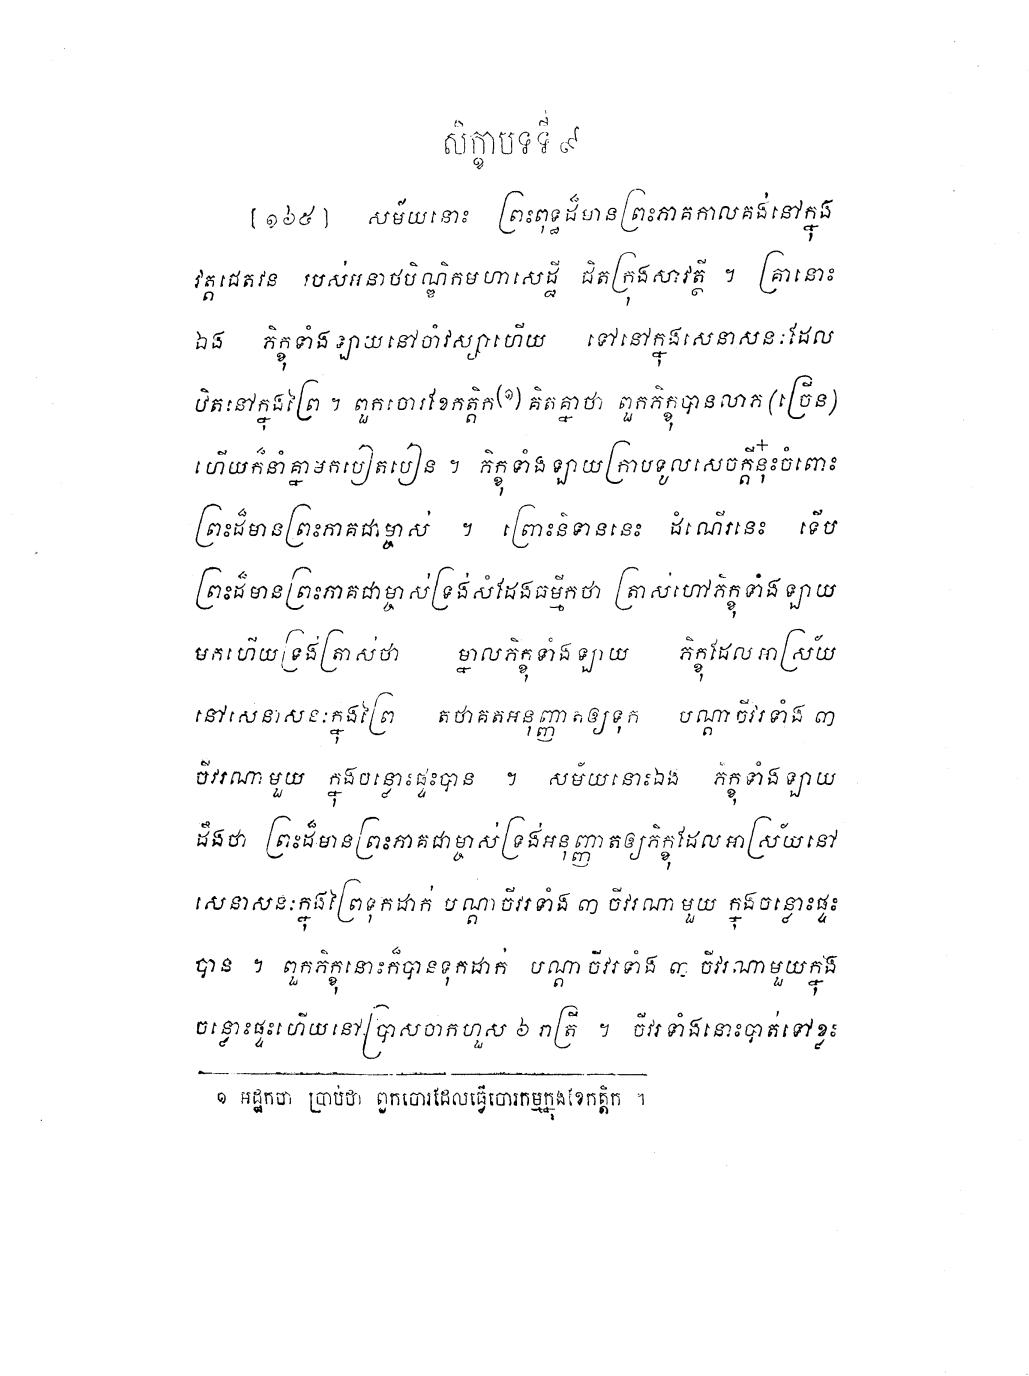 សិក្ខាបទទី ៩
[១៦៥] សម័យនោះ ព្រះពុទ្ធដ៏មានព្រះភាគកាលគង់នៅក្នុង
វត្តជេតវន របស់អនាថបិណ្ឌិកមហាសេដ្ឋី ជិតក្រុងសាវត្ថី ។ គ្រានោះ
ឯង ភិក្ខុទាំងឡាយនៅចាំវស្សាហើយ ទៅនៅក្នុងសេនាសនៈដែល
ឋិតនៅក្នុងព្រៃ ។ ពួកចោរខែកត្តិក(១) គិតគ្នាថា ពួកភិក្ខុបានលាភ (ច្រើន)
ហើយក៏នាំគ្នាមកបៀតបៀន ។ ភិក្ខុទាំងឡាយក្រាបទូលសេចក្តីនុ៎ះចំពោះ
ព្រះដ៏មានព្រះភាគជាម្ចាស់ ។ ព្រោះនិទាននេះ ដំណើរនេះ ទើប
ព្រះដ៏មានព្រះភាគជាម្ចាស់ទ្រង់សំដែងធម្មីកថា ត្រាស់ហៅភិក្ខុទាំងឡាយ
មកហើយទ្រង់ត្រាស់ថា ម្នាលភិក្ខុទាំងឡាយ ភិក្ខុដែលអាស្រ័យ
នៅសេនាសនៈក្នុងព្រៃ តថាគតអនុញ្ញាតឲ្យទុក បណ្តាចីវរទាំង ៣
ចីវរណាមួយ ក្នុងចន្លោះផ្ទះបាន ។ សម័យនោះឯង ភិក្ខុទាំងឡាយ
ដឹងថា ព្រះដ៏មានព្រះភាគជាម្ចាស់ទ្រង់អនុញ្ញាតឲ្យភិក្ខុដែលអាស្រ័យនៅ
សេនាសនៈក្នុងព្រៃទុកដាក់ បណ្តាចីវរទាំង ៣ ចីវរណាមួយ ក្នុងចន្លោះផ្ទះ
បាន ។ ពួកភិក្ខុនោះក៏បានទុកដាក់ បណ្តាចីវរទាំង ៣ ចីវរណាមួយក្នុង
ចន្លោះផ្ទះហើយនៅប្រាសចាកហួស ៦ រាត្រី ។ ចីវរទាំងនោះបាត់ទៅខ្លះ
១ អដ្ឋកថា ប្រាប់ថា ពួកចោរដែលធ្វើចោរកម្មក្នុងខែកត្តិក ។